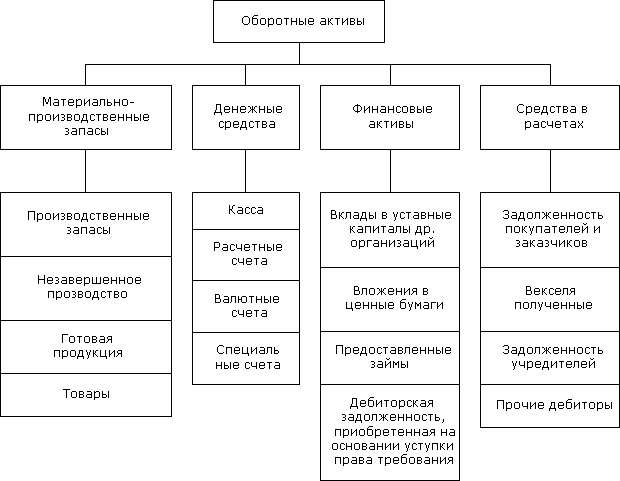 Оборотные активы
Материально-
производственные
запасы
Денежные
средства
Финансовые
активы
Средства в
расчетах
Производственные
запасы
Незавершенное
прозводство
Готовая
продукция
Товары
Касса
Расчетные
счета
Валютные
счета
Специаль
ные счета
Вклады в уставные
капиталы др.
организаций
Вложения в
ценные бумаги
Предоставленные
займы
Дебиторская
задолженность,
приобретенная на
основании уступки
права требования
Задолженность
покупателей и
заказчиков
Векселя
полученные
Задолженность
учредителей
Прочие дебиторы